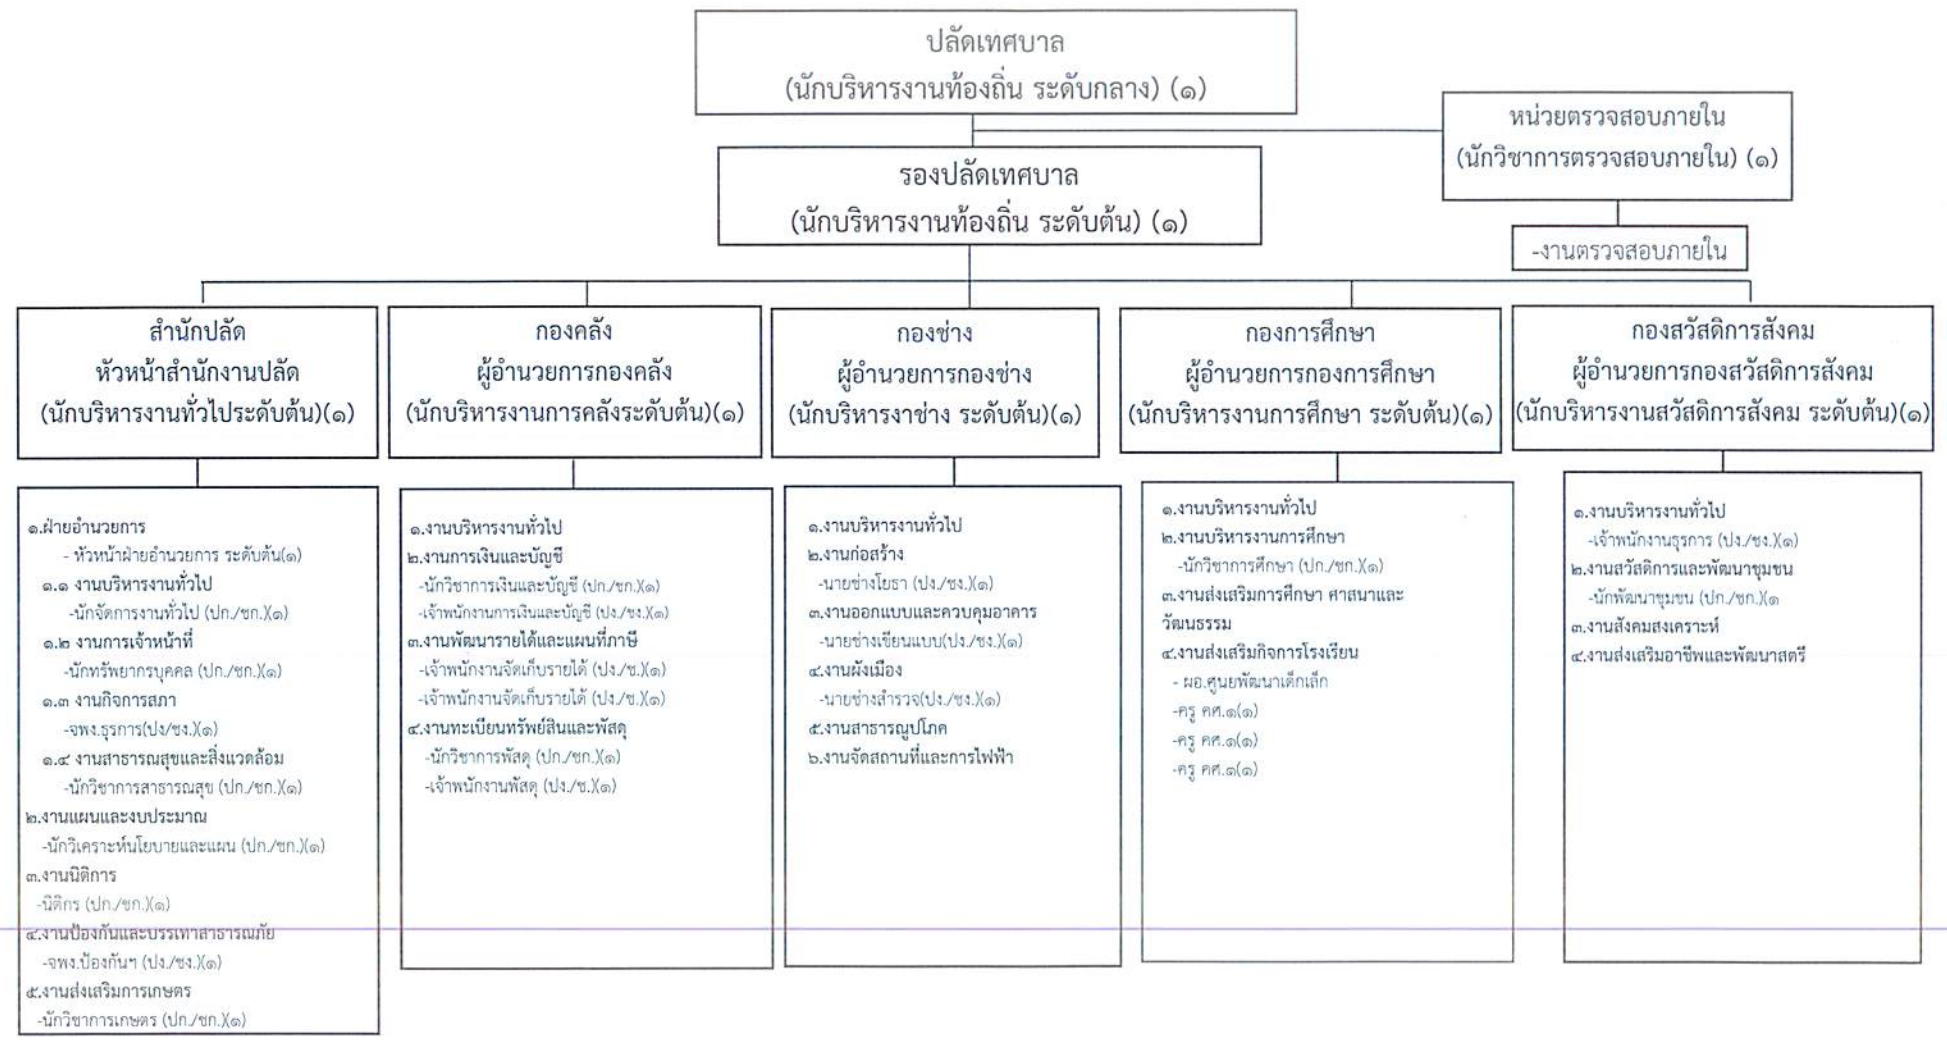 ปลัดเทศบาล
(นักบริหารงานท้องถิ่น ระดับกลาง) (๑)
หน่วยตรวจสอบภายใน
(นักวิชาการตรวจสอบภายใน) (๑)
-งานตรวจสอบภายใน
รองปลัดเทศบาล
(นักบริหารงานท้องถิ่น ระดับต้น) (๑)
สำนักปลัด
หัวหน้าสำนักงานปลัด
(นักบริหารงานทั่วไประดับต้น)(๑)
๑.ฝ่ายอำนวยการ
- หัวหน้าฝ่ายอำนวยการ ระดับต้น(๑)
๑.๑ งานบริหารงานทั่วไป
-นักจัดการงานทั่วไป (ปก./ชก.)(๑)
๑.๒ งานการเจ้าหน้าที่
-นักทรัพยากรบุคคล (ปก./ชก.)(๑)
๑.๓ งานกิจการสภา
-จพง.ธุรการ(ปง/ชง.)(๑)
๑.๔ งานสาธารณสุขและสิ่งแวดล้อม
-นักวิชาการสาธารณสุข (ปก./ชก.)(๑)
๒.งานแผนและงบประมาณ
-นักวิเคราะห์นโยบายและแผน (ปก./ชก.)(๑)
๓.งานนิติการ
-นิติกร (ปก./ชก.)(๑)
๔.งานป้องกันและบรรเทาสาธารณภัย
-จพง.ป้องกันฯ (ปง./ชง.)(๑)
๕.งานส่งเสริมการเกษตร
-นักวิชาการเกษตร (ปก./ชก.)(๑)
กองคลัง
ผู้อำนวยการกองคลัง
(นักบริหารงานการคลังระดับต้น)(๑)
๑.งานบริหารงานทั่วไป
๒.งานการเงินและบัญชี
-นักวิชาการเงินและบัญชี (ปก./ชก.)(๑)
-เจ้าพนักงานการเงินและบัญชี (ปง./ชง.)(๑)
๓.งานพัฒนารายได้และแผนที่ภาษี
-เจ้าพนักงานจัดเก็บรายได้ (ปง./ช.)(๑)
-เจ้าพนักงานจัดเก็บรายได้ (ปง./ช.)(๑)
๔.งานทะเบียนทรัพย์สินและพัสดุ
-นักวิชาการพัสดุ (ปก./ชก.)(๑)
-เจ้าพนักงานพัสดุ (ปง./ช.)(๑)
กองช่าง
ผู้อำนวยการกองช่าง
(นักบริหารงาช่าง ระดับต้น)(๑)
๑.งานบริหารงานทั่วไป
๒.งานก่อสร้าง
-นายช่างโยธา (ปง./ชง.)(๑)
๓.งานออกแบบและควบคุมอาคาร
-นายช่างเขียนแบบ(ปง./ชง.)(๑)
๔.งานผังเมือง
-นายช่างสำรวจ(ปง./ชง.)(๑)
๕.งานสาธารณูปโภค
๖.งานจัดสถานที่และการไฟฟ้า
กองการศึกษา
ผู้อำนวยการกองการศึกษา
(นักบริหารงานการศึกษา ระดับต้น)(๑)
๑.งานบริหารงานทั่วไป
๒.งานบริหารงานการศึกษา
-นักวิชาการศึกษา (ปก./ชก.)(๑)
๓.งานส่งเสริมการศึกษา ศาสนาและ
วัฒนธรรม
๔.งานส่งเสริมกิจการโรงเรียน
- ผอ.ศูนยพัฒนาเด็กเล็ก
-ครู คศ.๑(๑)
-ครู คศ.๑(๑)
-ครู คศ.๑(๑)
กองสวัสดิการสังคม
ผู้อำนวยการกองสวัสดิการสังคม
(นักบริหารงานสวัสดิการสังคม ระดับต้น)(๑)
๑.งานบริหารงานทั่วไป
-เจ้าพนักงานธุรการ (ปง./ชง.)(๑)
๒.งานสวัสดิการและพัฒนาชุมชน
-นักพัฒนาชุมชน (ปก./ชก.)(๑
๓.งานสังคมสงเคราะห์
๔.งานส่งเสริมอาชีพและพัฒนาสตรี